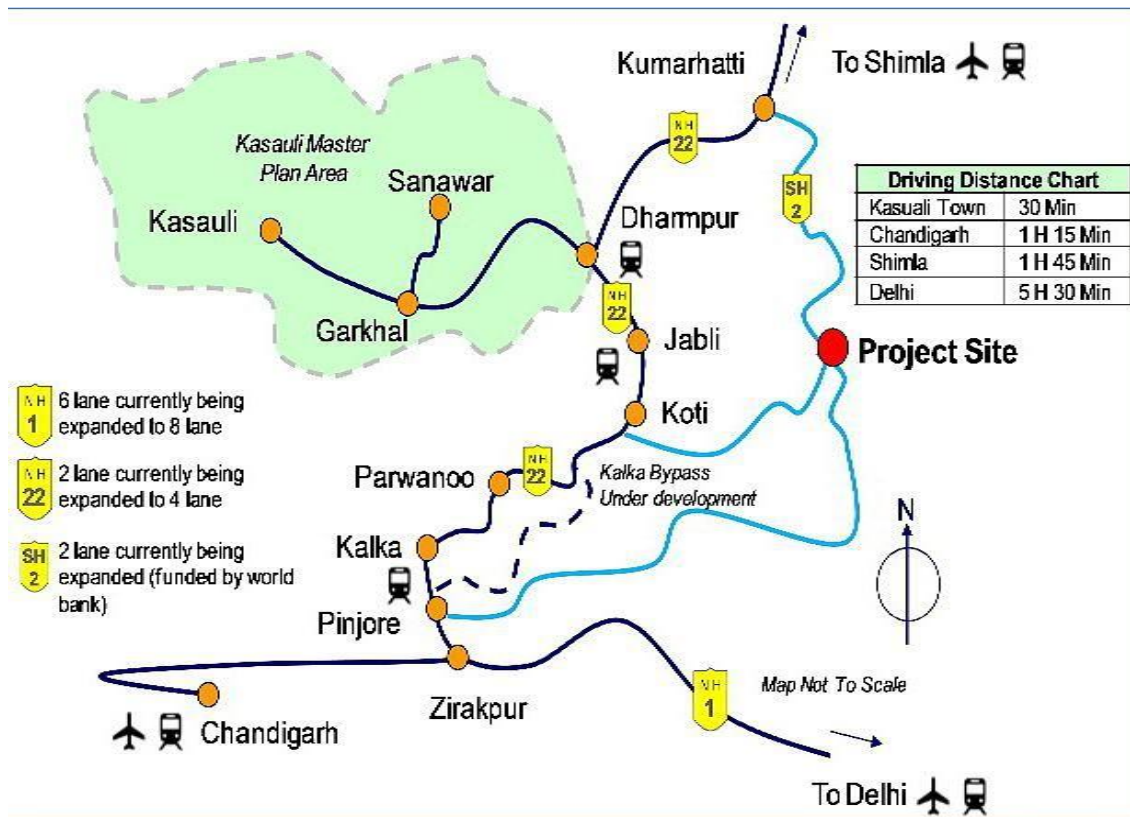 Kumarhatti
To Shimla
NH
22
Kasauli Master
Plan Area
Sanawar
SH
2
Driving Distance Chart
Kasuali Town 30 Min
Chandigarh 1 H 15 Min
Shimla 1 H 45 Min
Delhi 5 H 30 Min
Kasauli
Dharmpur
NH
22
Garkhal
Jabli
Project Site
NH
1
6 lane currently being
expanded to 8 lane
Koti
NH
22
2 lane currently being
expanded to 4 lane
Parwanoo
NH
22
Kalka Bypass
Under development
N
SH
2
2 lane currently being
expanded (funded by world
bank)
Kalka
Pinjore
Zirakpur
NH
1
Map Not To Scale
Chandigarh
To Delhi